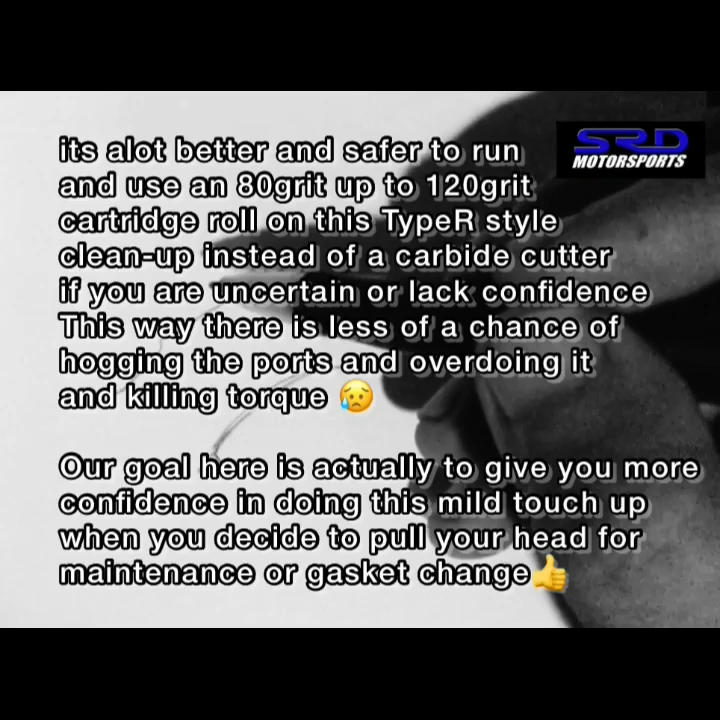 SRD
MOTORSPORTS
its alot better and safer to run
and use an 80grit up to 120grit
cartridge roll on this TypeR style
clean-up instead of a carbide cutter
if you are uncertain or lack confidence
This way there is less of a chance of
hogging the ports and overdoing it
and killing torque 😥
Our goal here is actually to give you more
confidence in doing this mild touch up
when you decide to pull your head for
maintenance or gasket change👍